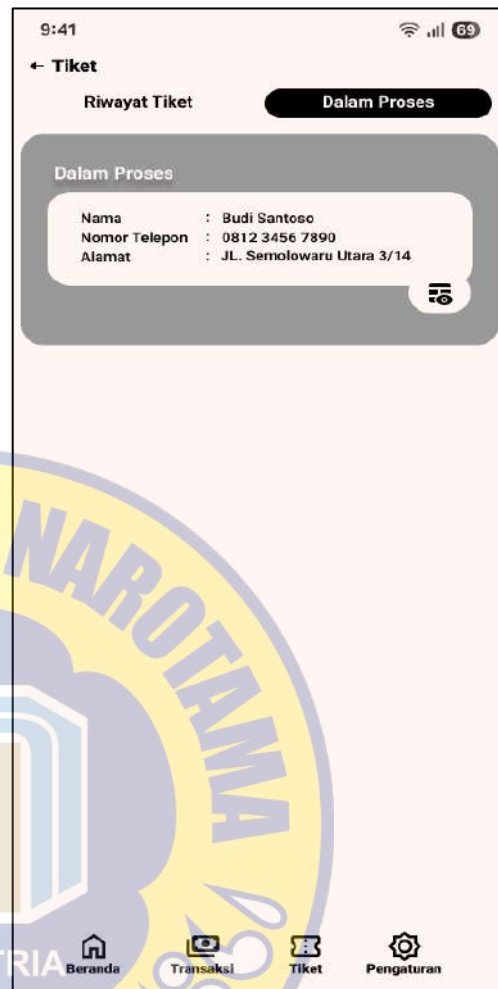 9:41
69
← Tiket
Riwayat Tiket
Dalam Proses
Dalam Proses
Nama : Budi Santoso
Nomor Telepon : 0812 3456 7890
Alamat : JL. Semolowaru Utara 3/14
NAROTAMA
TRIA
Beranda
Transaksi
Tiket
Pengaturan